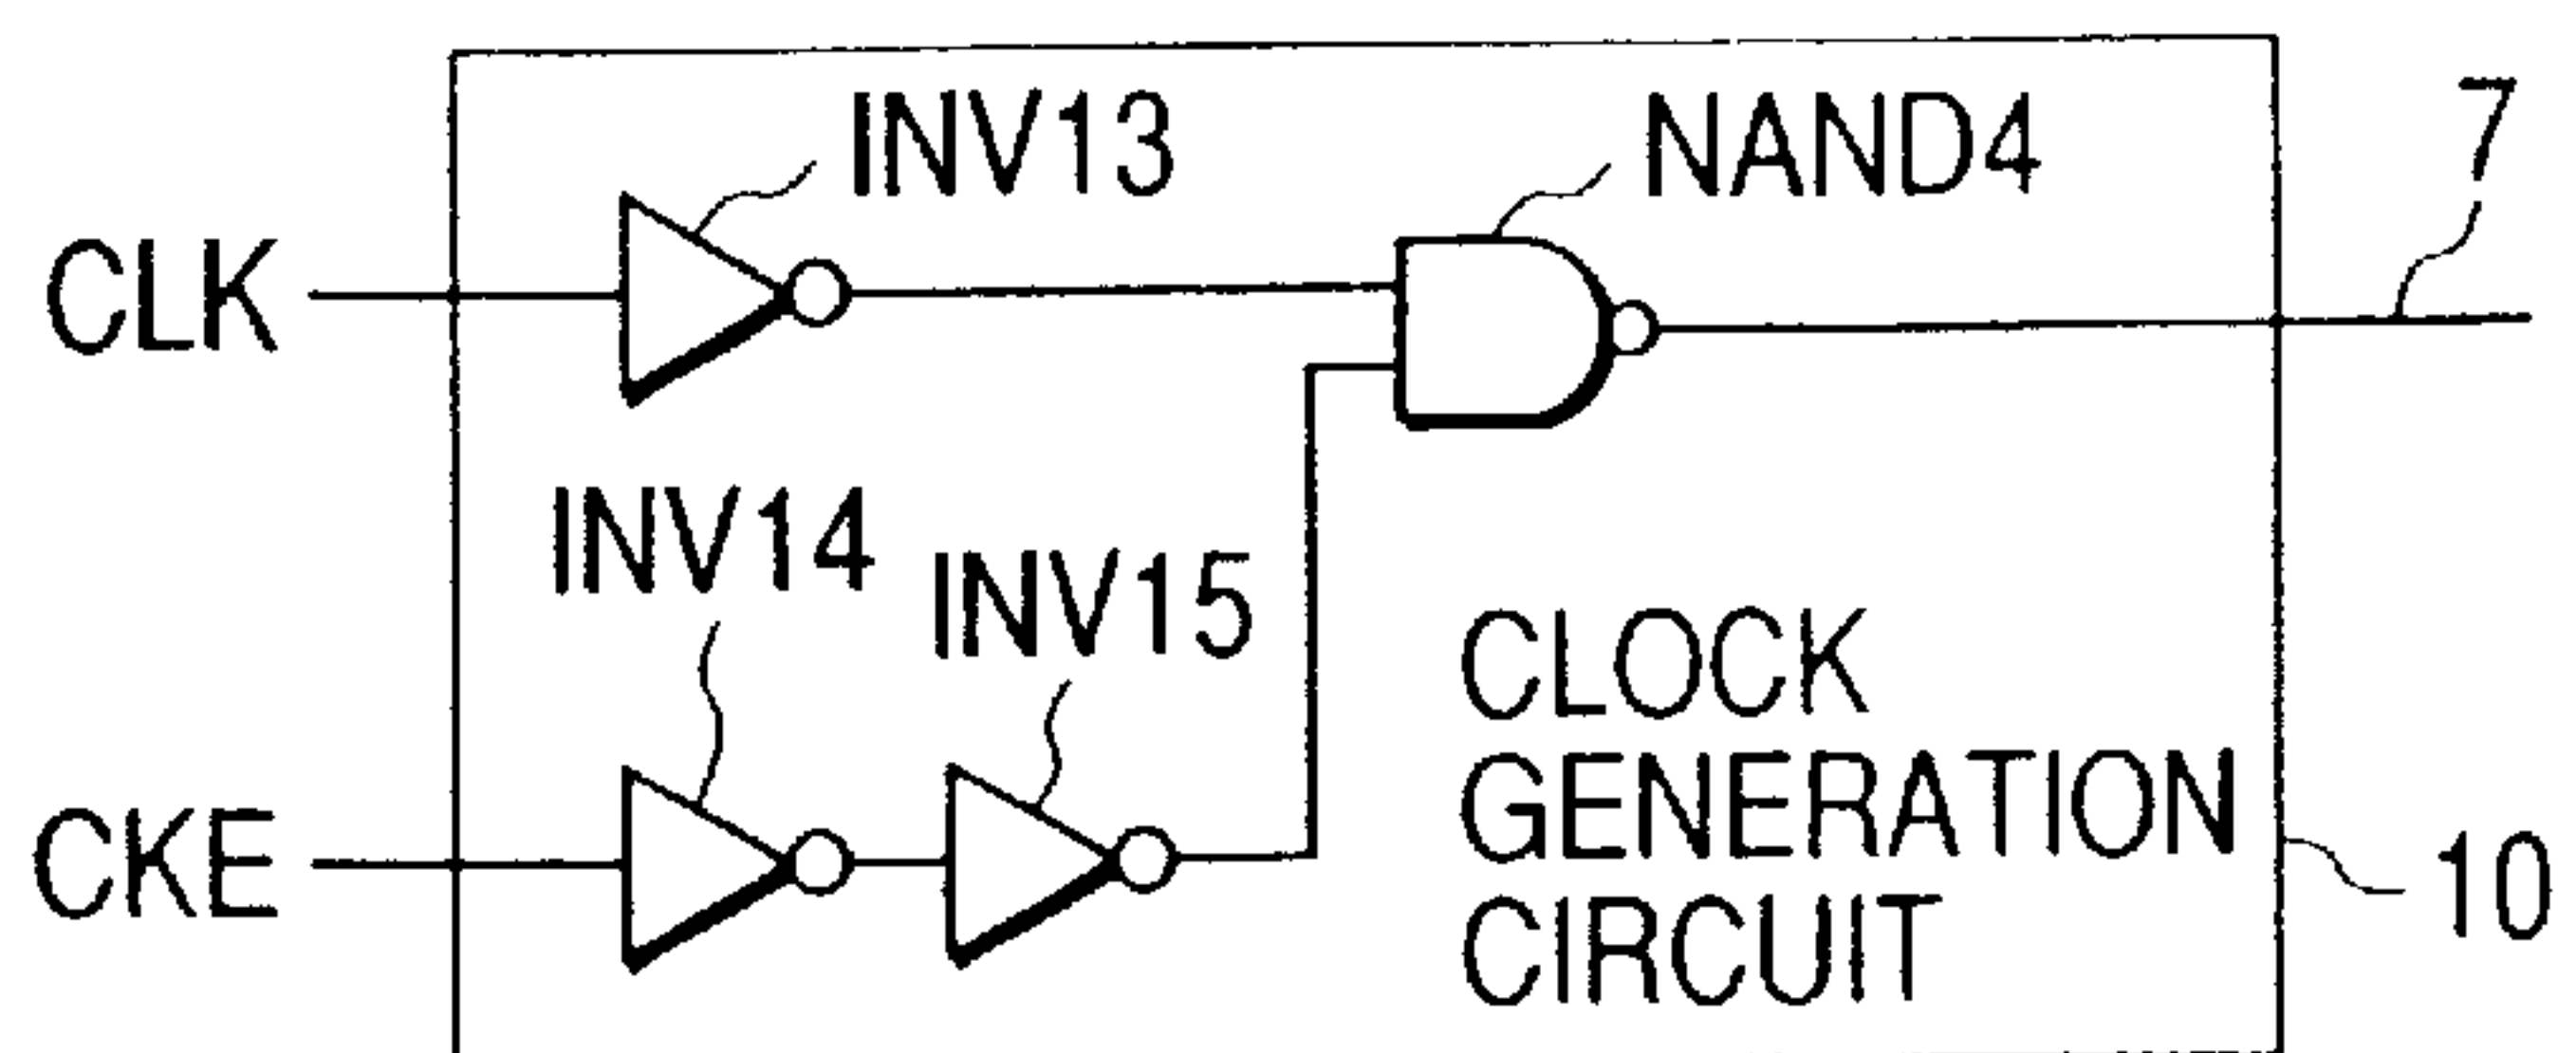 INV13
NAND4
7
CLK
INV14
INV15
CLOCK
GENERATION
CIRCUIT
CKE
10